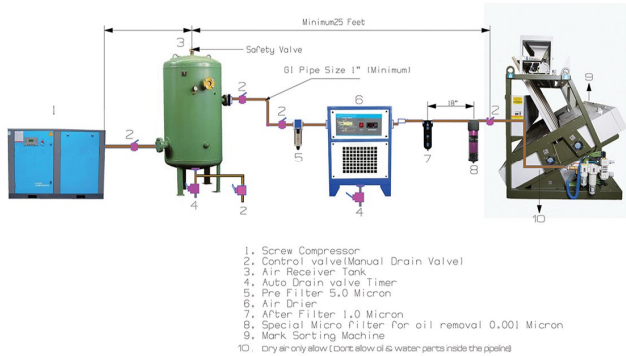 Minimum25 Feet
3
Safety Valve
GI Pipe Size 1" (Minimum)
1
2
2
2
6
18"
2
9
5
7
8
4
2
4
10
1. Screw Compressor
2. Control valve(Manual Drain Valve)
3. Air Receiver Tank
4. Auto Drain valve Timer
5. Pre Filter 5.0 Micron
6. Air Drier
7. After Filter 1.0 Micron
8. Special Micro filter for oil removal 0.001 Micron
9. Mark Sorting Machine
10. Dry air only allow ( Dont allow oil & water parts inside the pipeline)